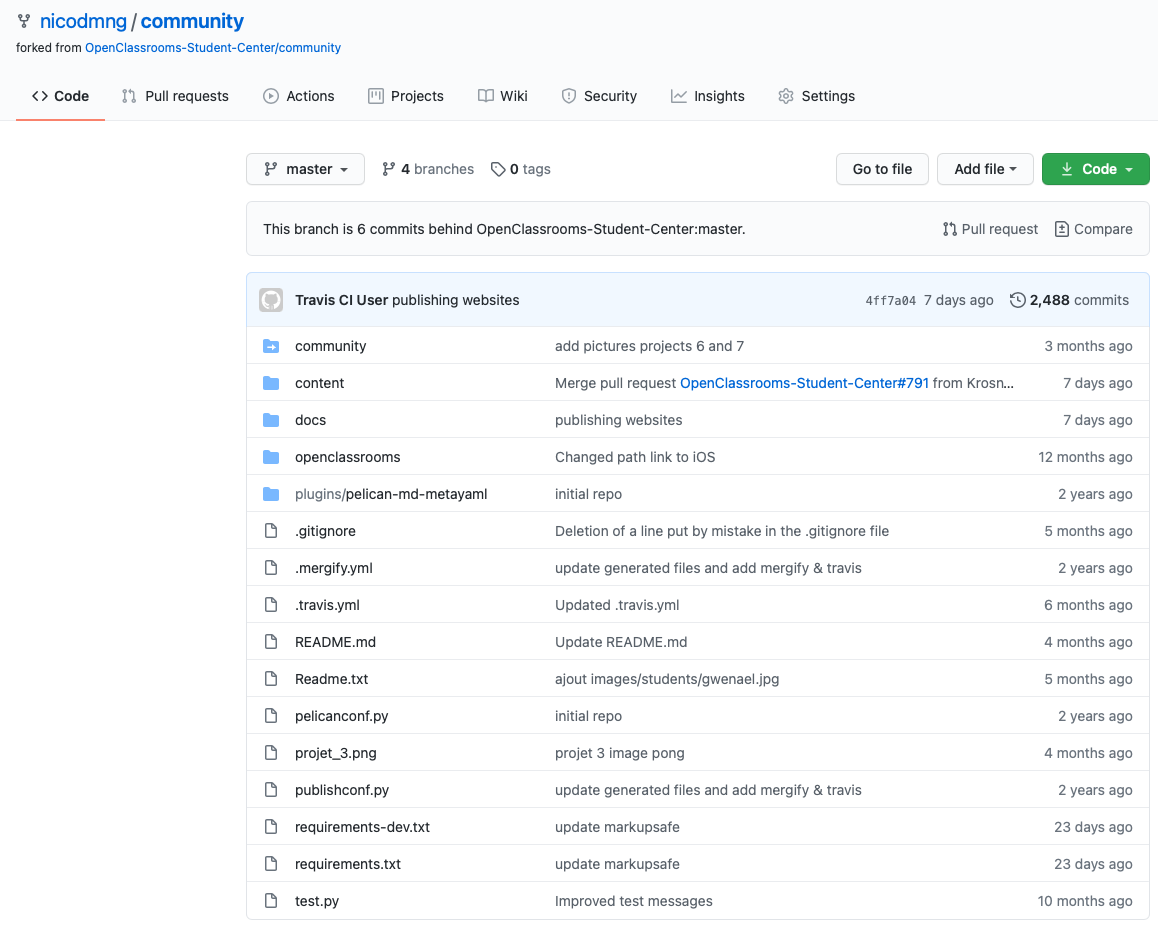 nicodmng / community
forked from OpenClassrooms-Student-Center/community
Code Pull requests Actions Projects Wiki Security Insights Settings
master 4 branches 0 tags Go to file Add file Code
This branch is 6 commits behind OpenClassrooms-Student-Center:master. Pull request Compare
Travis CI User publishing websites 4ff7a04 7 days ago 2,488 commits
community add pictures projects 6 and 7 3 months ago
content Merge pull request OpenClassrooms-Student-Center#791 from Krosn... 7 days ago
docs publishing websites 7 days ago
openclassrooms Changed path link to iOS 12 months ago
plugins/pelican-md-metayaml initial repo 2 years ago
.gitignore Deletion of a line put by mistake in the .gitignore file 5 months ago
.mergify.yml update generated files and add mergify & travis 2 years ago
.travis.yml Updated .travis.yml 6 months ago
README.md Update README.md 4 months ago
Readme.txt ajout images/students/gwenael.jpg 5 months ago
pelicanconf.py initial repo 2 years ago
projet_3.png projet 3 image pong 4 months ago
publishconf.py update generated files and add mergify & travis 2 years ago
requirements-dev.txt update markupsafe 23 days ago
requirements.txt update markupsafe 23 days ago
test.py Improved test messages 10 months ago